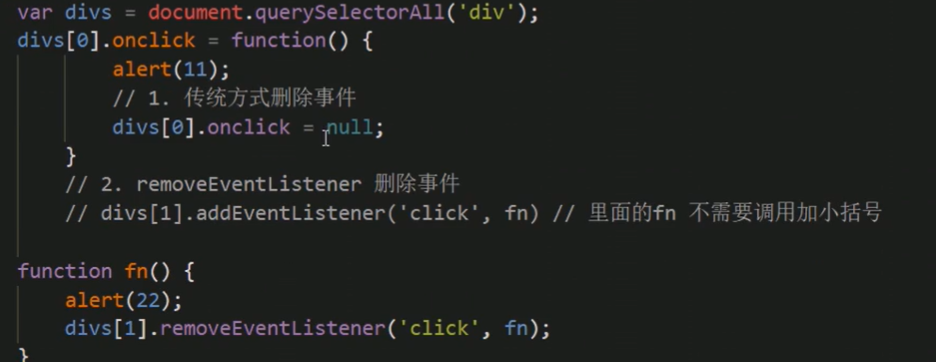 var divs = document.querySelectorAll('div');
divs[0].onclick = function() {
alert(11);
// 1. 传统方式删除事件
divs[0].onclick = null;
}
// 2. removeEventListener 删除事件
// divs[1].addEventListener('click', fn) // 里面的fn 不需要调用加小括号
function fn() {
alert(22);
divs[1].removeEventListener('click', fn);
}